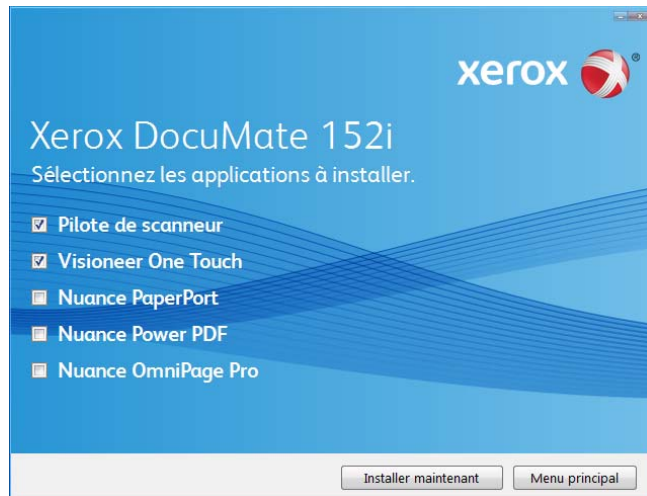 xerox ®
Xerox DocuMate 152i
Sélectionnez les applications à installer.
Pilote de scanneur
Visioneer One Touch
Nuance PaperPort
Nuance Power PDF
Nuance OmniPage Pro
Installer maintenant Menu principal